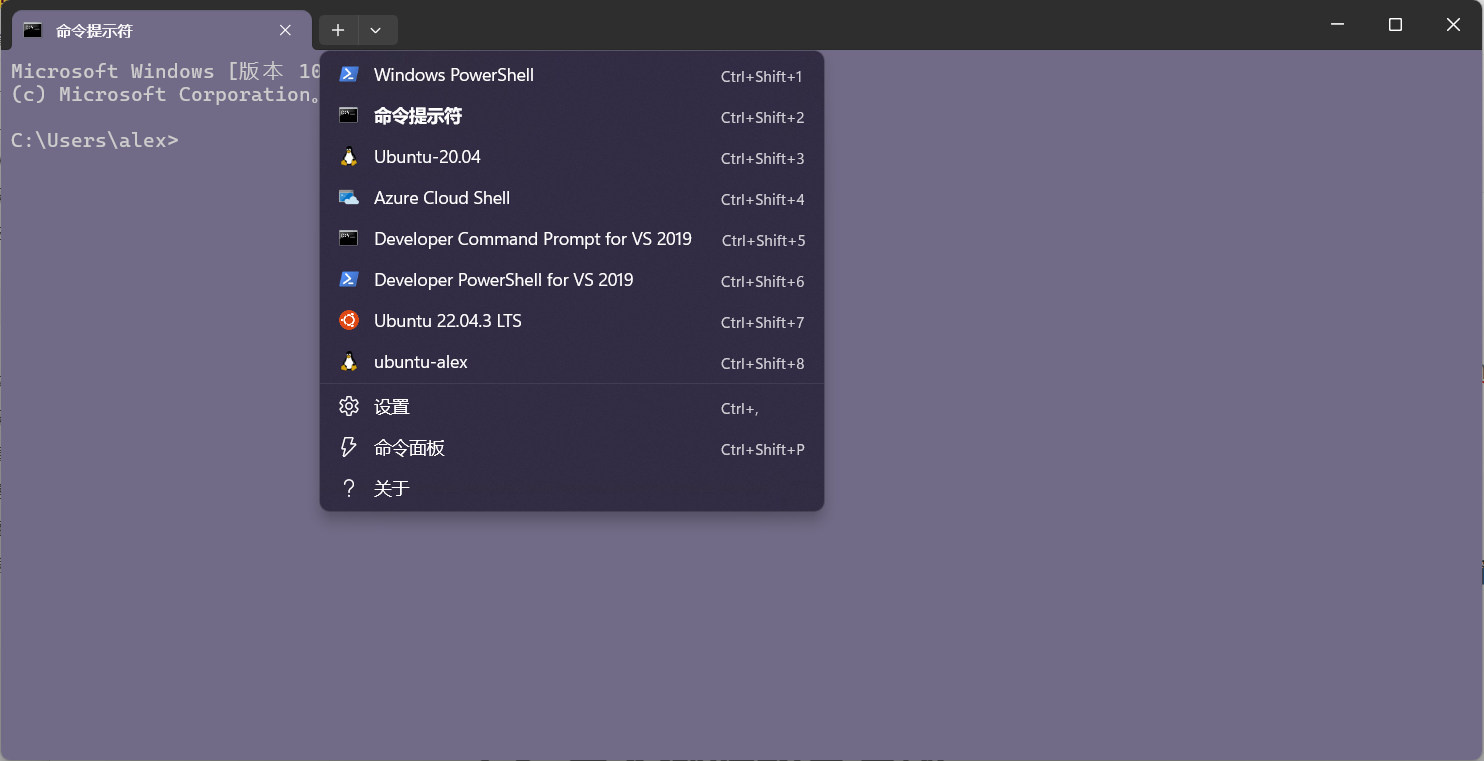 命令提示符
Microsoft Windows [版本 10
(c) Microsoft Corporation。
C:\Users\alex>
Windows PowerShell Ctrl+Shift+1
命令提示符 Ctrl+Shift+2
Ubuntu-20.04 Ctrl+Shift+3
Azure Cloud Shell Ctrl+Shift+4
Developer Command Prompt for VS 2019 Ctrl+Shift+5
Developer PowerShell for VS 2019 Ctrl+Shift+6
Ubuntu 22.04.3 LTS Ctrl+Shift+7
ubuntu-alex Ctrl+Shift+8
设置 Ctrl+,
命令面板 Ctrl+Shift+P
关于